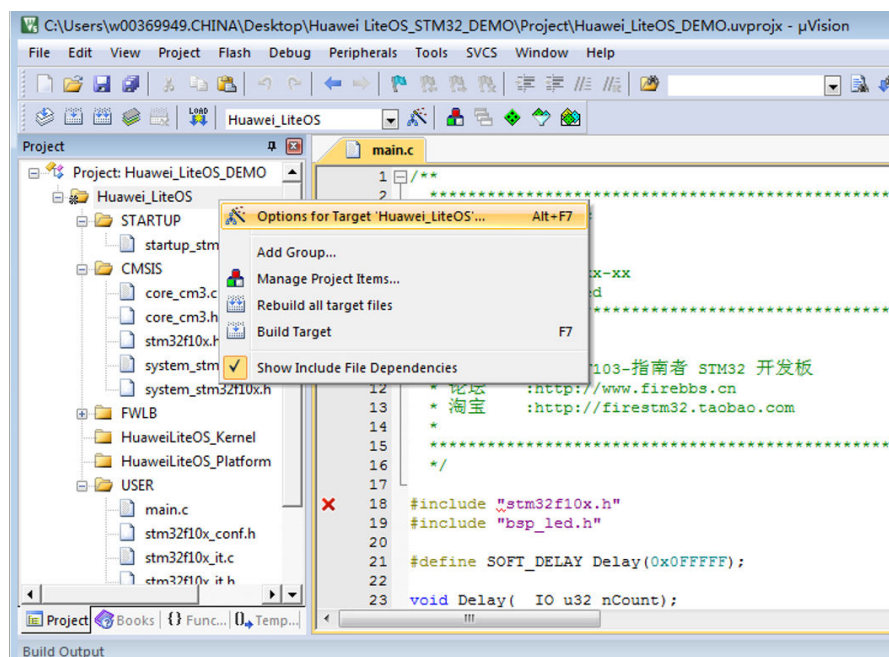 C:\Users\w00369949.CHINA\Desktop\Huawei LiteOS_STM32_DEMO\Project\Huawei_LiteOS_DEMO.uvprojx - µVision
File Edit View Project Flash Debug Peripherals Tools SVCS Window Help
LOAD
Huawei_LiteOS
Project
main.c
Project: Huawei_LiteOS_DEMO
Huawei_LiteOS
STARTUP
startup_stm
CMSIS
core_cm3.c
core_cm3.h
stm32f10x.h
system_stm
system_stm32f10x.h
FWLB
HuaweiLiteOS_Kernel
HuaweiLiteOS_Platform
USER
main.c
stm32f10x_conf.h
stm32f10x_it.c
stm32f10x_it.h
Project Books {} Func... Temp...
Options for Target 'Huawei_LiteOS'... Alt+F7
Add Group...
Manage Project Items...
Rebuild all target files
Build Target F7
Show Include File Dependencies
1 /**
2 ******************************************************
xx-xx
103-指南者 STM32 开发板
12 * 论坛 :http://www.firebbs.cn
13 * 淘宝 :http://firestm32.taobao.com
14 *
15 ******************************************************
16 */
17
18 #include "stm32f10x.h"
19 #include "bsp_led.h"
20
21 #define SOFT_DELAY Delay(0x0FFFFF);
22
23 void Delay(__IO u32 nCount);
Build Output